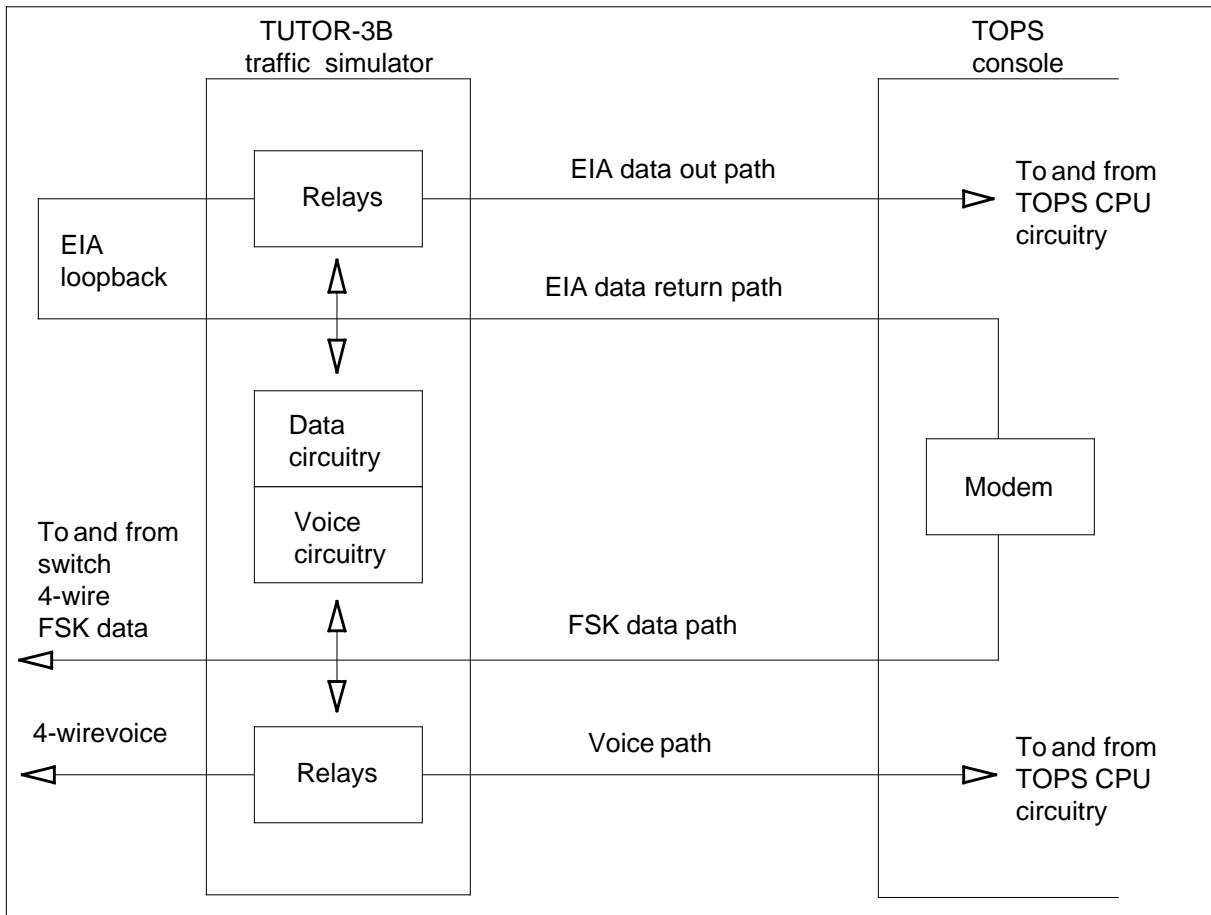 TUTOR-3B
traffic simulator
TOPS
console
Relays
EIA data out path
To and from
TOPS CPU
circuitry
EIA
loopback
EIA data return path
Data
circuitry
Modem
Voice
circuitry
To and from
switch
4-wire
FSK data
FSK data path
4-wirevoice
Relays
Voice path
To and from
TOPS CPU
circuitry